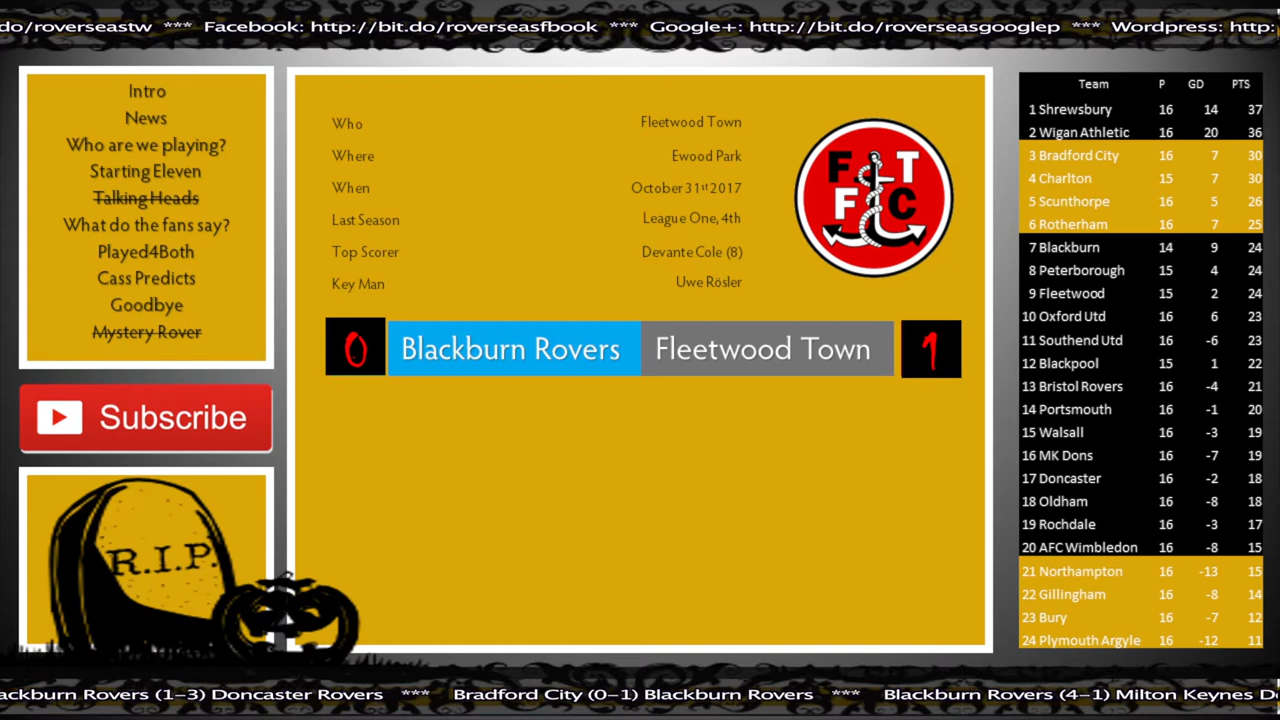 do/roverseastw *** Facebook: http://bit.do/roverseasfbook *** Google+: http://bit.do/roverseasgooglep *** Wordpress: http:
Intro
News
Who are we playing?
Starting Eleven
Talking Heads
What do the fans say?
Played4Both
Cass Predicts
Goodbye
Mystery Rover
Subscribe
R.I.P.
Who Fleetwood Town
Where Ewood Park
When October 31st 2017
Last Season League One, 4th
Top Scorer Devante Cole (8)
Key Man Uwe Rösler
F T
F C
0 Blackburn Rovers Fleetwood Town 1
Team P GD PTS
1 Shrewsbury 16 14 37
2 Wigan Athletic 16 20 36
3 Bradford City 16 7 30
4 Charlton 15 7 30
5 Scunthorpe 16 5 26
6 Rotherham 16 7 25
7 Blackburn 14 9 24
8 Peterborough 15 4 24
9 Fleetwood 15 2 24
10 Oxford Utd 16 6 23
11 Southend Utd 16 -6 23
12 Blackpool 15 1 22
13 Bristol Rovers 16 -4 21
14 Portsmouth 16 -1 20
15 Walsall 16 -3 19
16 MK Dons 16 -7 19
17 Doncaster 16 -2 18
18 Oldham 16 -8 18
19 Rochdale 16 -3 17
20 AFC Wimbledon 16 -8 15
21 Northampton 16 -13 15
22 Gillingham 16 -8 14
23 Bury 16 -7 12
24 Plymouth Argyle 16 -12 11
ackburn Rovers (1-3) Doncaster Rovers *** Bradford City (0-1) Blackburn Rovers *** Blackburn Rovers (4-1) Milton Keynes Do